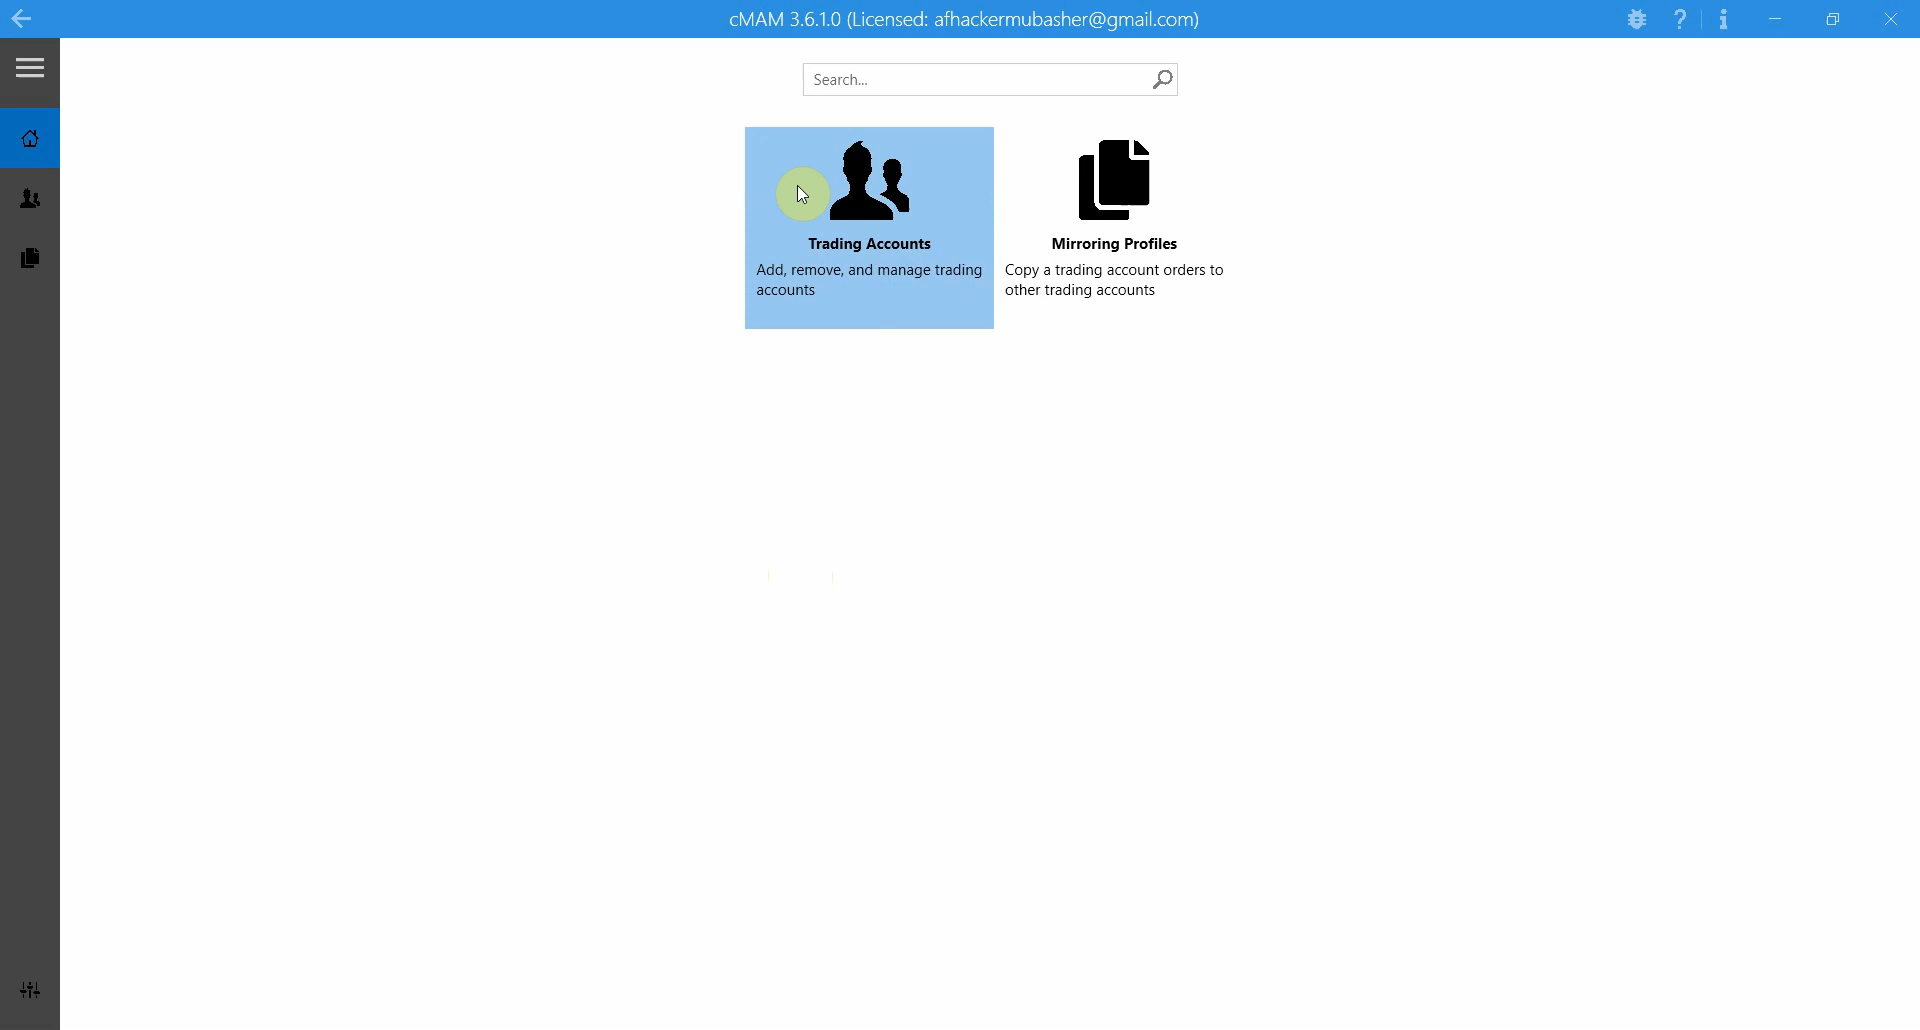 cMAM 3.6.1.0 (Licensed: afhackermubasher@gmail.com)
Search...
Trading Accounts
Add, remove, and manage trading
accounts
Mirroring Profiles
Copy a trading account orders to
other trading accounts